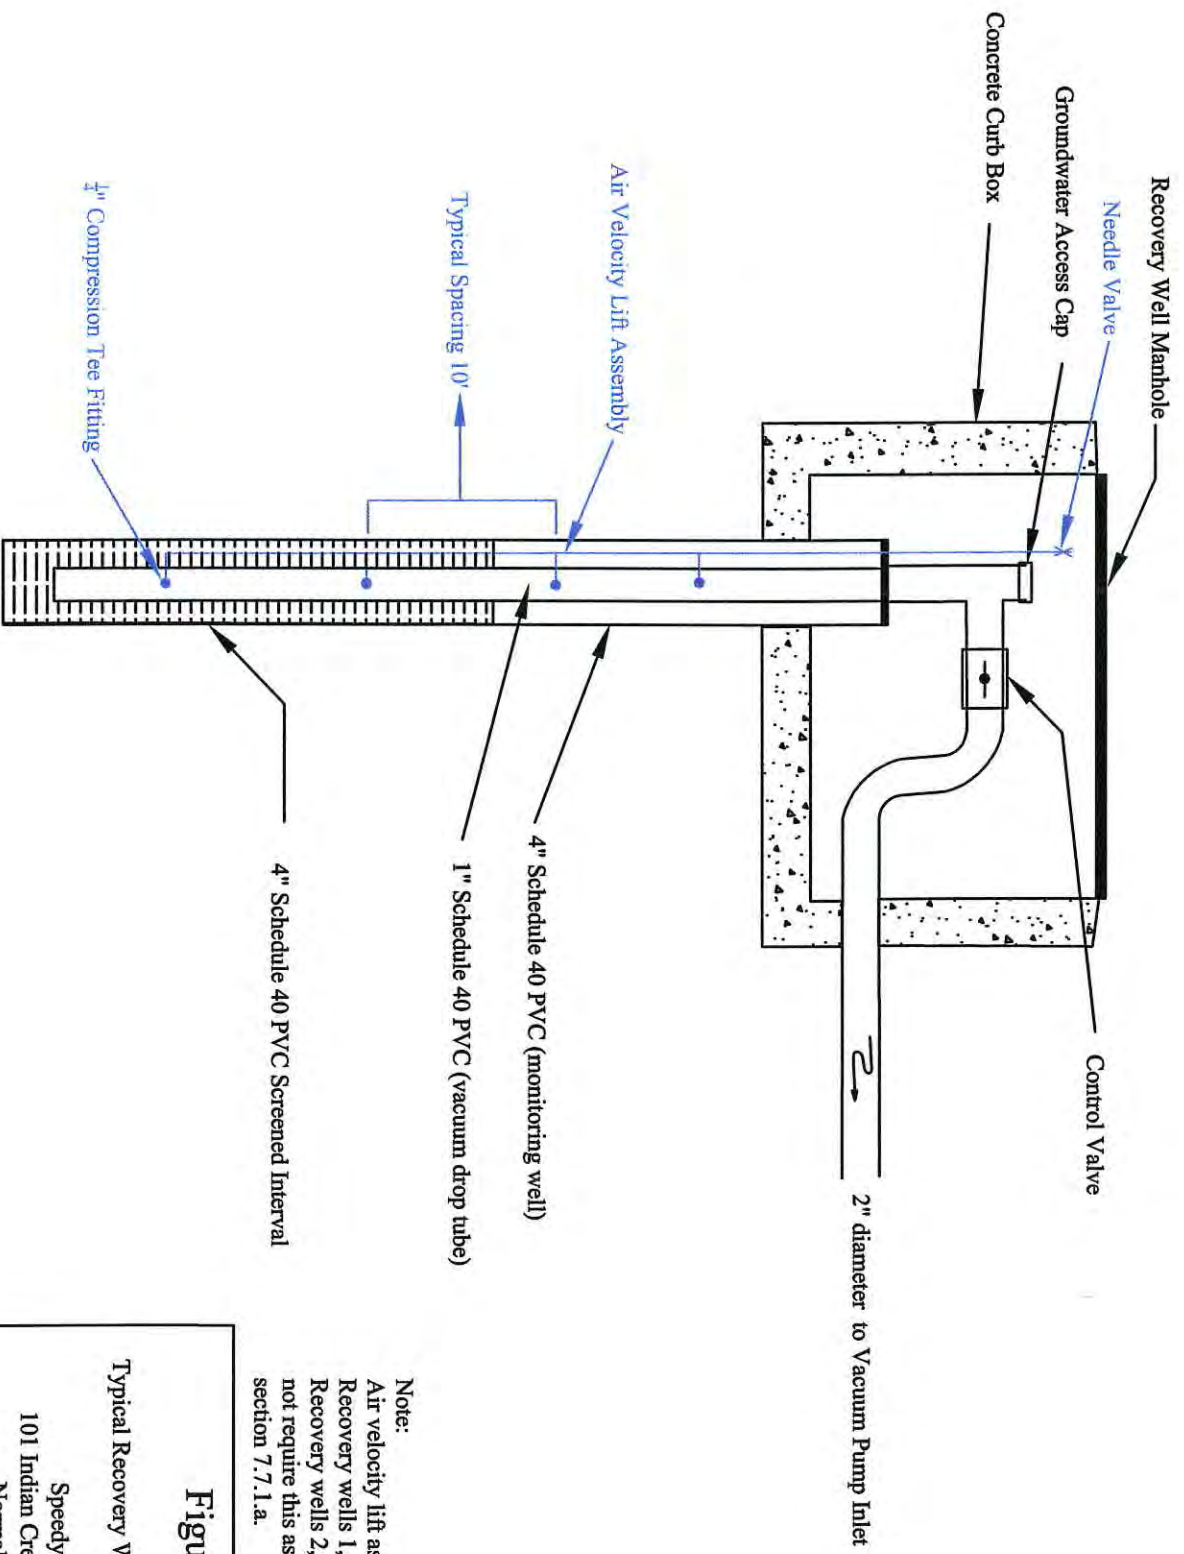 Recovery Well Manhole
Needle Valve
Groundwater Access Cap
Concrete Curb Box
Control Valve
2" diameter to Vacuum Pump Inlet
Air Velocity Lift Assembly
4" Schedule 40 PVC (monitoring well)
Typical Spacing 10'
1" Schedule 40 PVC (vacuum drop tube)
4" Schedule 40 PVC Screened Interval
¼" Compression Tee Fitting
Note:
Air velocity lift as
Recovery wells 1,
Recovery wells 2,
not require this as
section 7.7.1.a.
Figu
Typical Recovery W
Speedy
101 Indian Cre